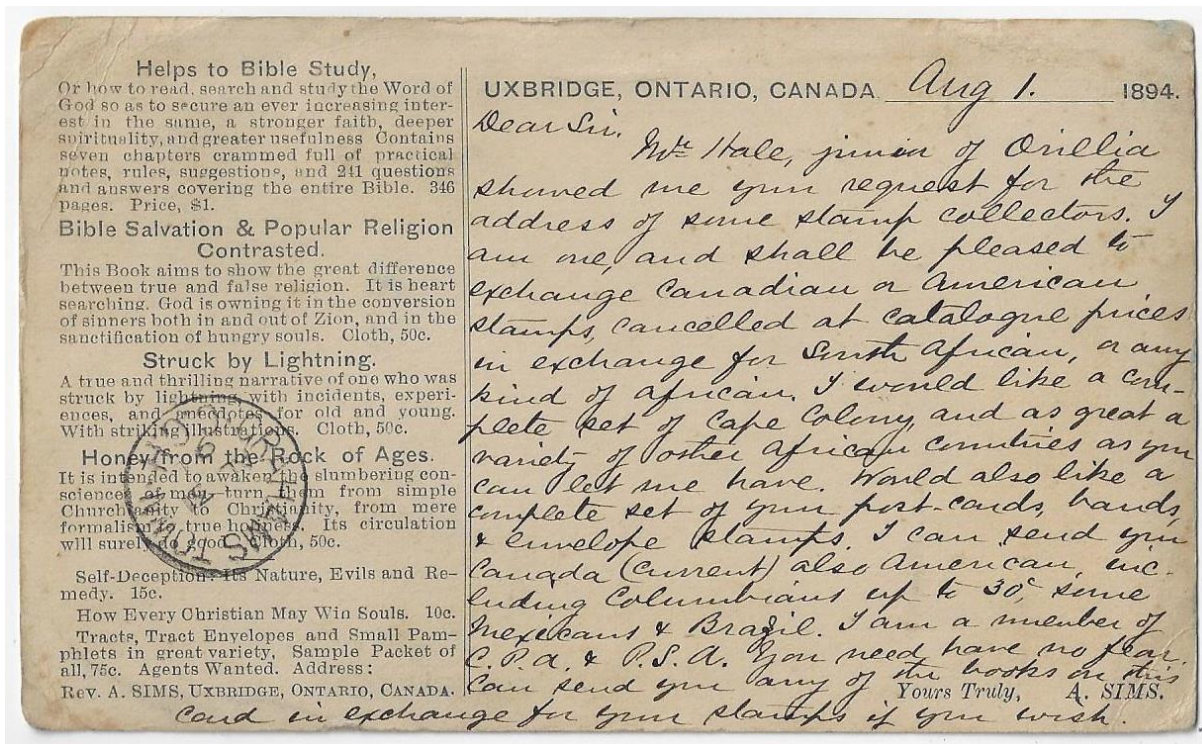 Helps to Bible Study,
Or how to read, search and study the Word of
God so as to secure an ever increasing inter-
est in the same, a stronger faith, deeper
spirituality, and greater usefulness Contains
seven chapters crammed full of practical
notes, rules, suggestions, and 241 questions
and answers covering the entire Bible. 346
pages. Price, $1.
Bible Salvation & Popular Religion
Contrasted.
This Book aims to show the great difference
between true and false religion. It is heart
searching. God is owning it in the conversion
of sinners both in and out of Zion, and in the
sanctification of hungry souls. Cloth, 50c.
Struck by Lightning.
A true and thrilling narrative of one who was
struck by lightning, with incidents, experi-
ences, and anecdotes for old and young.
With striking illustrations. Cloth, 50c.
Honey from the Rock of Ages.
It is intended to awaken the slumbering con-
science, may turn them from simple
Churchianity to Christianity, from mere
formalism to true holiness. Its circulation
will surely do good. Cloth, 50c.
Self-Deception: Its Nature, Evils and Re-
medy. 15c.
How Every Christian May Win Souls. 10c.
Tracts, Tract Envelopes and Small Pam-
phlets in great variety, Sample Packet of
all, 75c. Agents Wanted. Address:
Rev. A. SIMS, UXBRIDGE, ONTARIO, CANADA.
UXBRIDGE, ONTARIO, CANADA Aug 1. 1894.
Dear Sir,
Mr. Hale, junior of Orillia
showed me your request for the
address of some stamp collectors. I
am one, and shall be pleased to
exchange Canadian or American
stamps, cancelled at catalogue prices
in exchange for South African, or any
kind of African. I would like a com-
plete set of Cape Colony, and as great a
variety of other African countries as you
can let me have. Would also like a
complete set of your post-cards, bands,
& envelope stamps. I can send you
Canada (current) also American, inc-
luding Columbians up to 30c, some
Mexicans & Brazil. I am a member of
C.P.A. & P.S.A. You need have no fear.
Can send you any of the books on this
Yours Truly, A. SIMS.
card in exchange for your stamps if you wish.